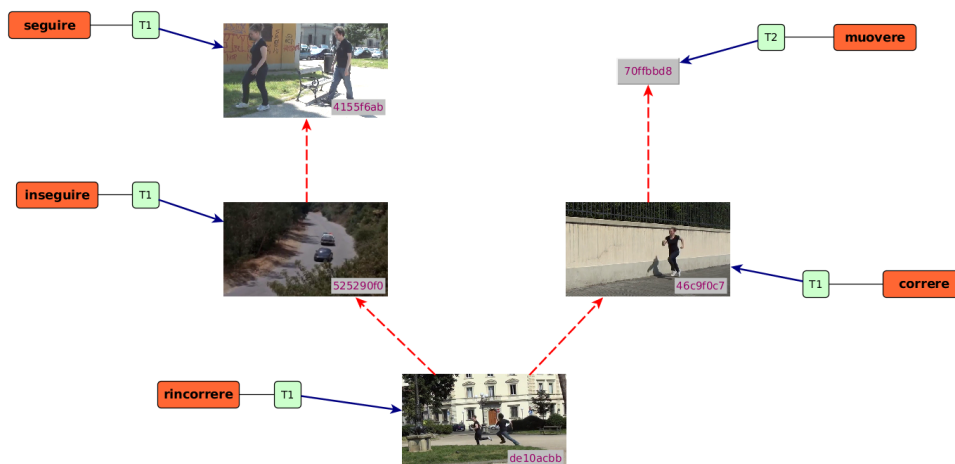 seguire
T1
4155f6ab
T2
muovere
70ffbbd8
inseguire
T1
525290f0
46c9f0c7
T1
correre
rincorrere
T1
de10acbb